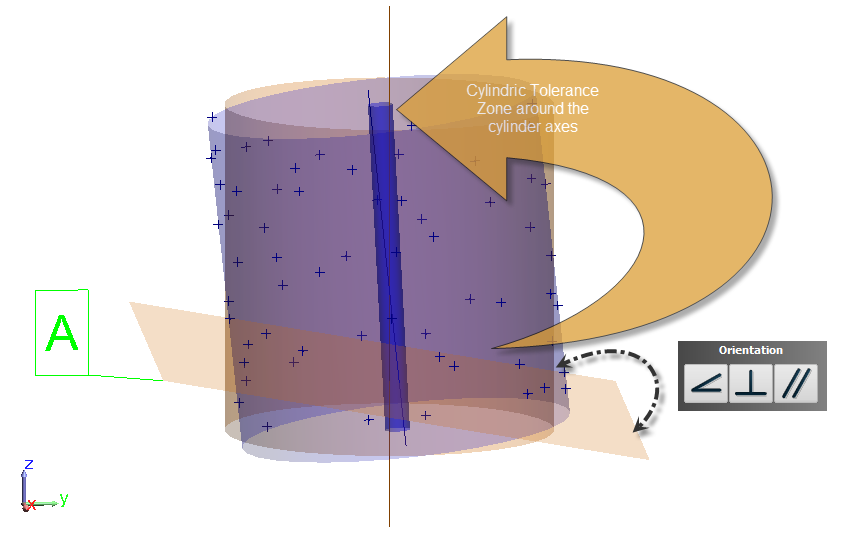 Cylindric Tolerance
Zone around the
cylinder axes
A
Orientation
z
x
y